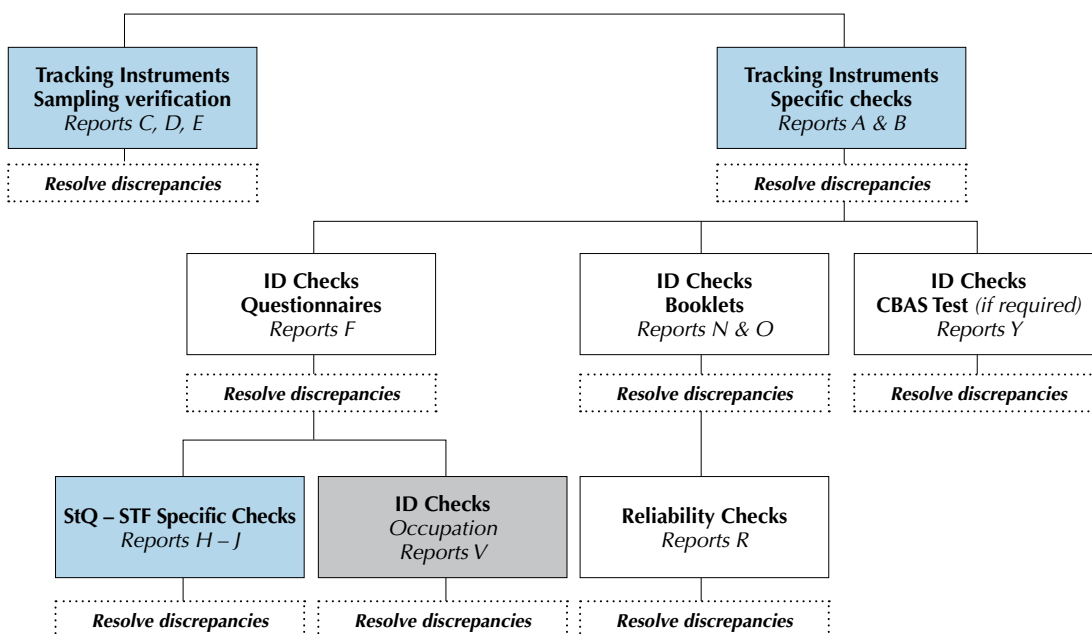 Tracking Instruments
Sampling verification
Reports C, D, E
Tracking Instruments
Specific checks
Reports A & B
Resolve discrepancies
Resolve discrepancies
ID Checks
Questionnaires
Reports F
ID Checks
Booklets
Reports N & O
ID Checks
CBAS Test (if required)
Reports Y
Resolve discrepancies
Resolve discrepancies
Resolve discrepancies
StQ – STF Specific Checks
Reports H – J
ID Checks
Occupation
Reports V
Reliability Checks
Reports R
Resolve discrepancies
Resolve discrepancies
Resolve discrepancies